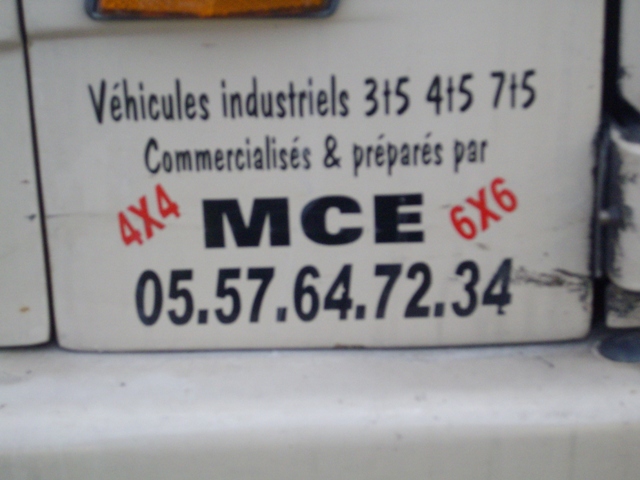 Véhicules industriels 3t5 4t5 7t5
Commercialisés & préparés par
4X4 MCE 6X6
05.57.64.72.34